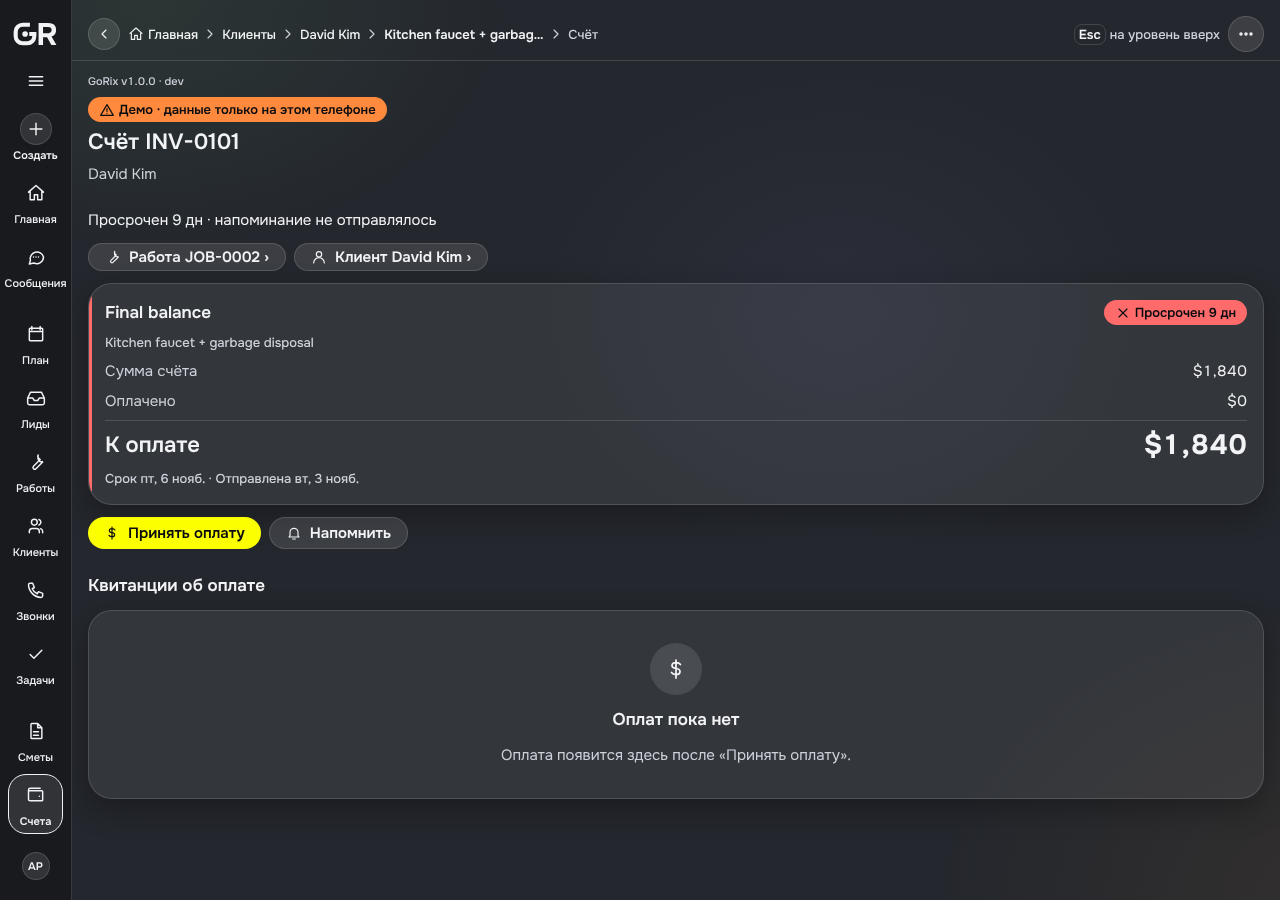 GR
Создать
Главная
Сообщения
План
Лиды
Работы
Клиенты
Звонки
Задачи
Сметы
Счета
AP
Главная > Клиенты > David Kim > Kitchen faucet + garbag... > Счёт
Esc на уровень вверх
GoRix v1.0.0 · dev
Демо · данные только на этом телефоне
Счёт INV-0101
David Kim
Просрочен 9 дн · напоминание не отправлялось
Работа JOB-0002 ›
Клиент David Kim ›
Final balance
Просрочен 9 дн
Kitchen faucet + garbage disposal
Сумма счёта $1,840
Оплачено $0
К оплате $1,840
Срок пт, 6 нояб. · Отправлена вт, 3 нояб.
$ Принять оплату
Напомнить
Квитанции об оплате
$
Оплат пока нет
Оплата появится здесь после «Принять оплату».